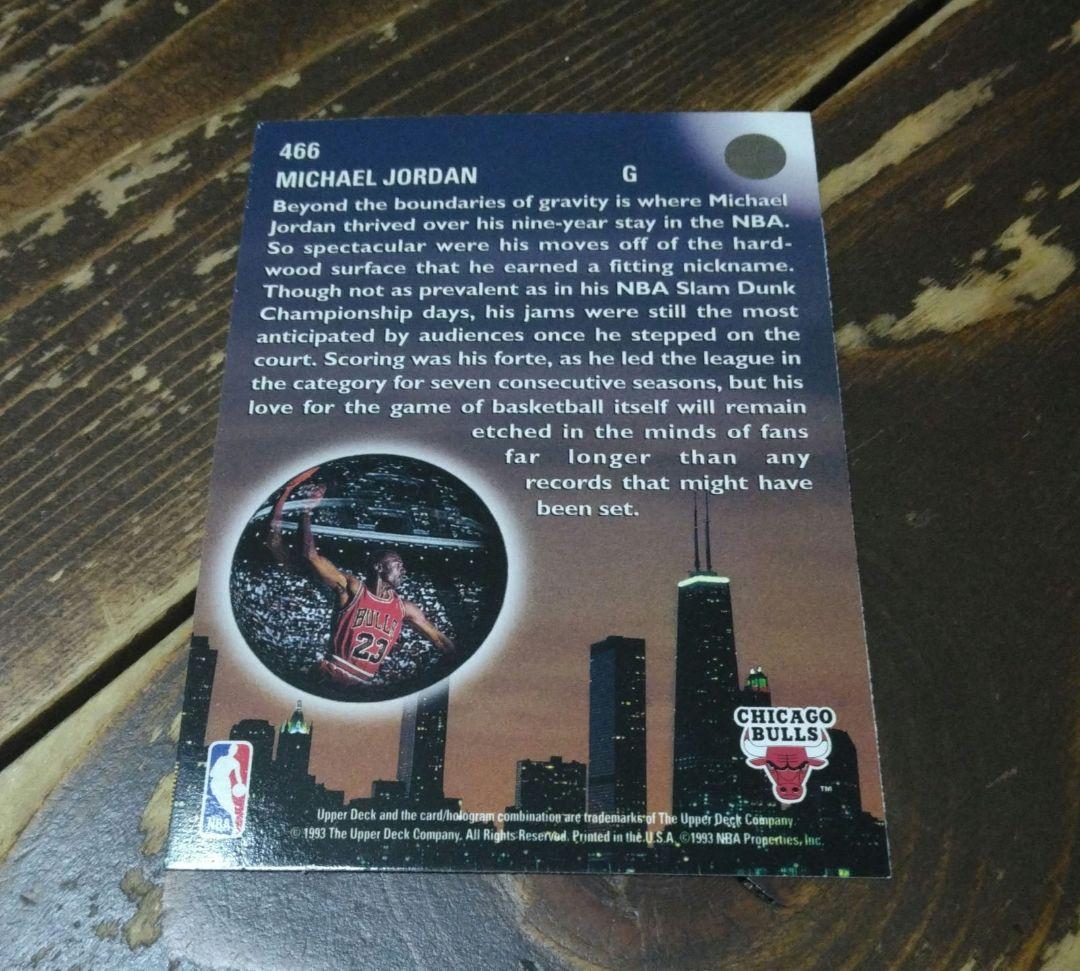 466
MICHAEL JORDAN G
Beyond the boundaries of gravity is where Michael
Jordan thrived over his nine-year stay in the NBA.
So spectacular were his moves off of the hard-
wood surface that he earned a fitting nickname.
Though not as prevalent as in his NBA Slam Dunk
Championship days, his jams were still the most
anticipated by audiences once he stepped on the
court. Scoring was his forte, as he led the league in
the category for seven consecutive seasons, but his
love for the game of basketball itself will remain
etched in the minds of fans
far longer than any
records that might have
been set.
BULLS
23
CHICAGO
BULLS
TM
NBA
Upper Deck and the card/hologram combination are trademarks of The Upper Deck Company.
©1993 The Upper Deck Company. All Rights Reserved. Printed in the U.S.A. ©1993 NBA Properties, Inc.